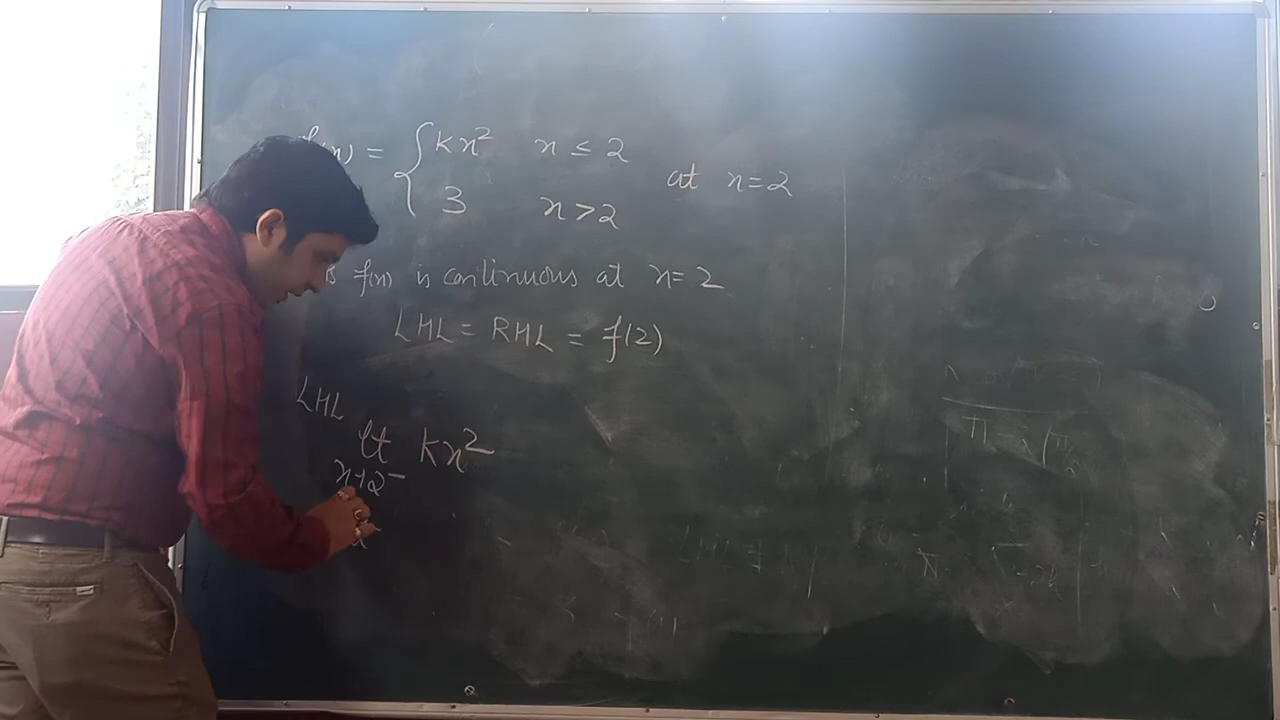 f(x) = { kx² x ≤ 2
3 x > 2
at x = 2
f(x) is continuous at x = 2
LHL = RHL = f(2)
LHL
lt kx²
x→2⁻